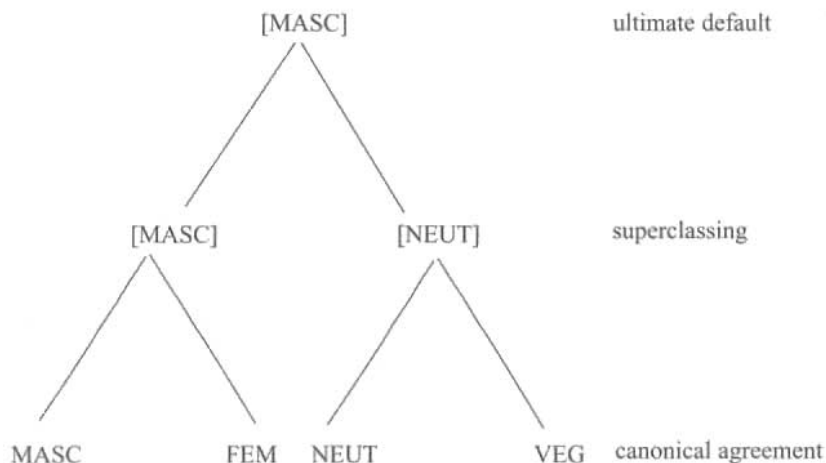 [MASC] ultimate default
[MASC] [NEUT] superclassing
MASC FEM NEUT VEG canonical agreement